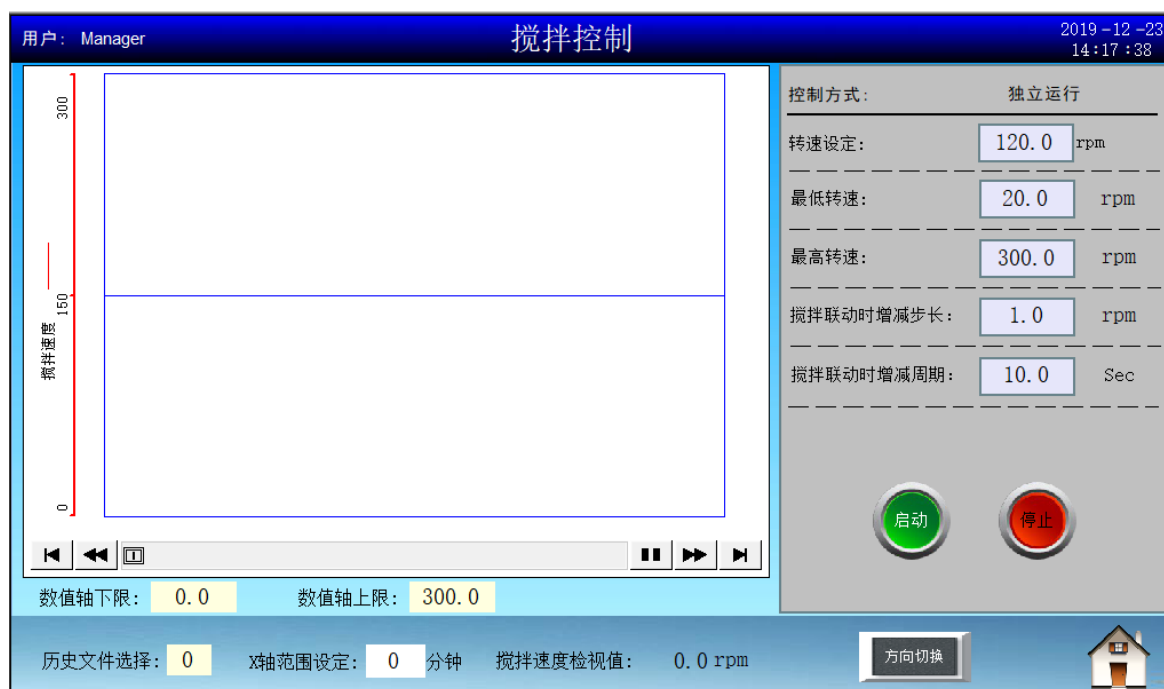 用户： Manager
搅拌控制
2019-12-23
14:17:38
300
150
0
搅拌速度
控制方式： 独立运行
转速设定： 120.0 rpm
最低转速： 20.0 rpm
最高转速： 300.0 rpm
搅拌联动时增减步长： 1.0 rpm
搅拌联动时增减周期： 10.0 Sec
启动 停止
数值轴下限： 0.0 数值轴上限： 300.0
历史文件选择： 0 X轴范围设定： 0 分钟 搅拌速度检视值： 0.0 rpm
方向切换